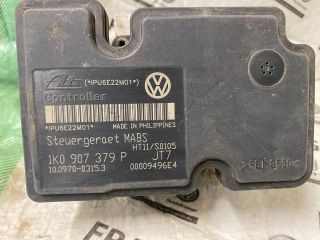 Ate (*IPU6E22M01*)
Controller
*IPU6E22M01*
MADE IN PHILIPPINES
Steuergeraet MABS
HT11/S0105
1K0 907 379 P JT7
10.0970-0315.3 00009496E4